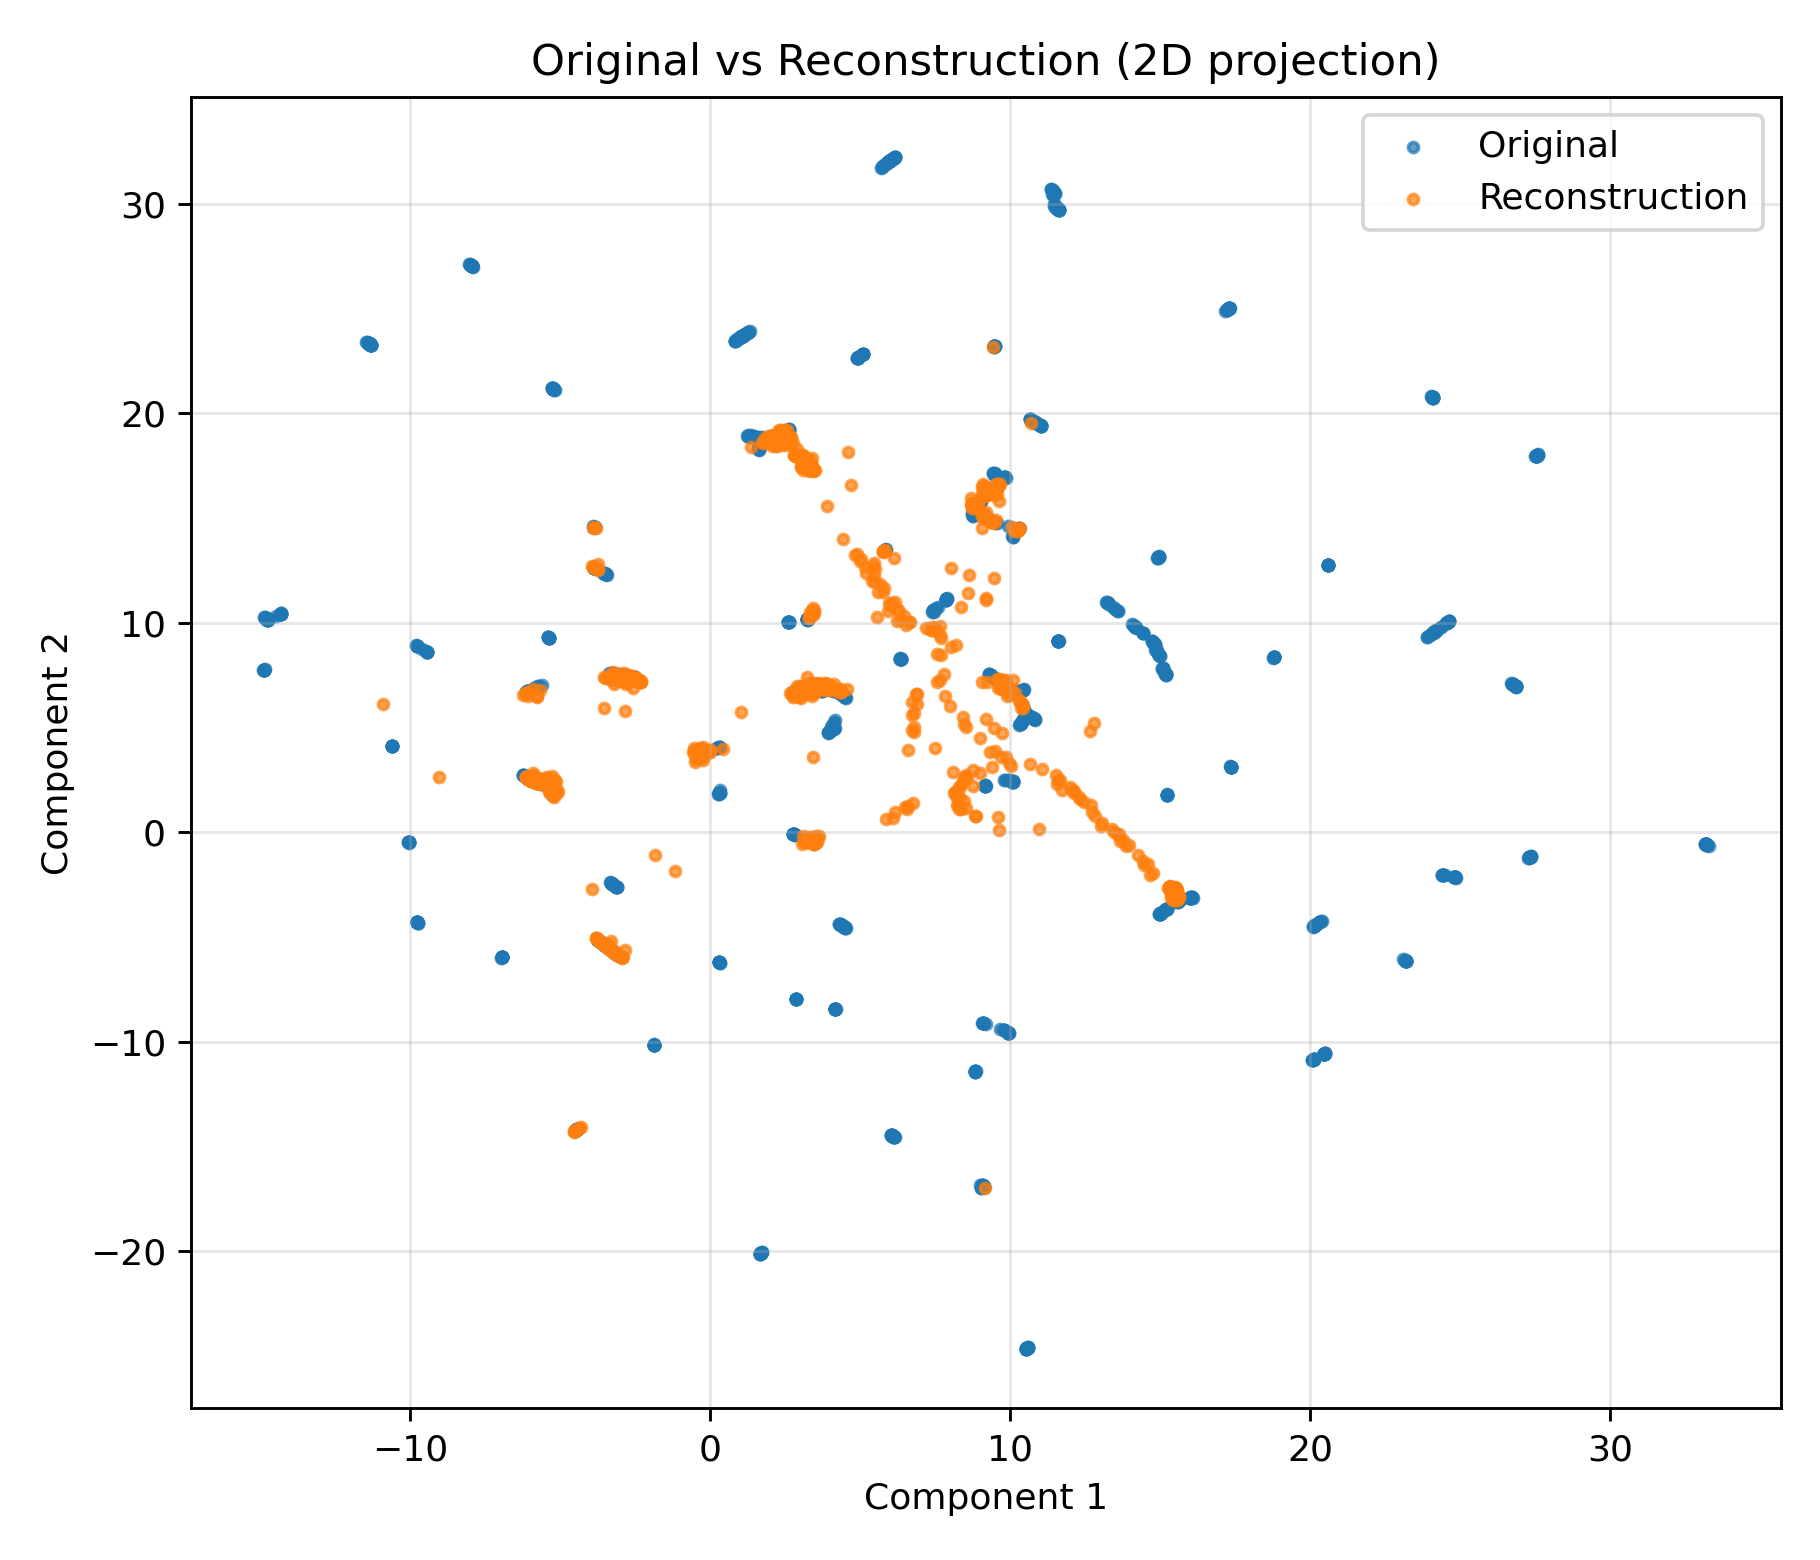 Original vs Reconstruction (2D projection)
Original
Reconstruction
30
20
10
0
−10
−20
Component 2
−10
0
10
20
30
Component 1